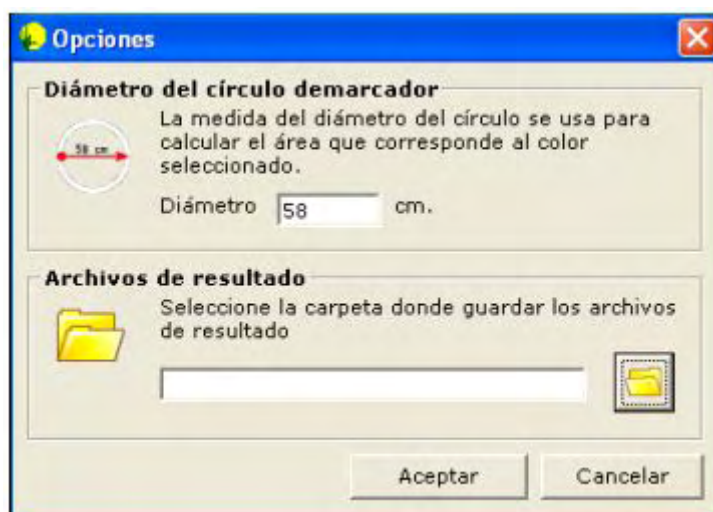 Opciones
Diámetro del círculo demarcador
La medida del diámetro del círculo se usa para
calcular el área que corresponde al color
seleccionado.
58 cm
Diámetro 58 cm.
Archivos de resultado
Seleccione la carpeta donde guardar los archivos
de resultado
Aceptar Cancelar